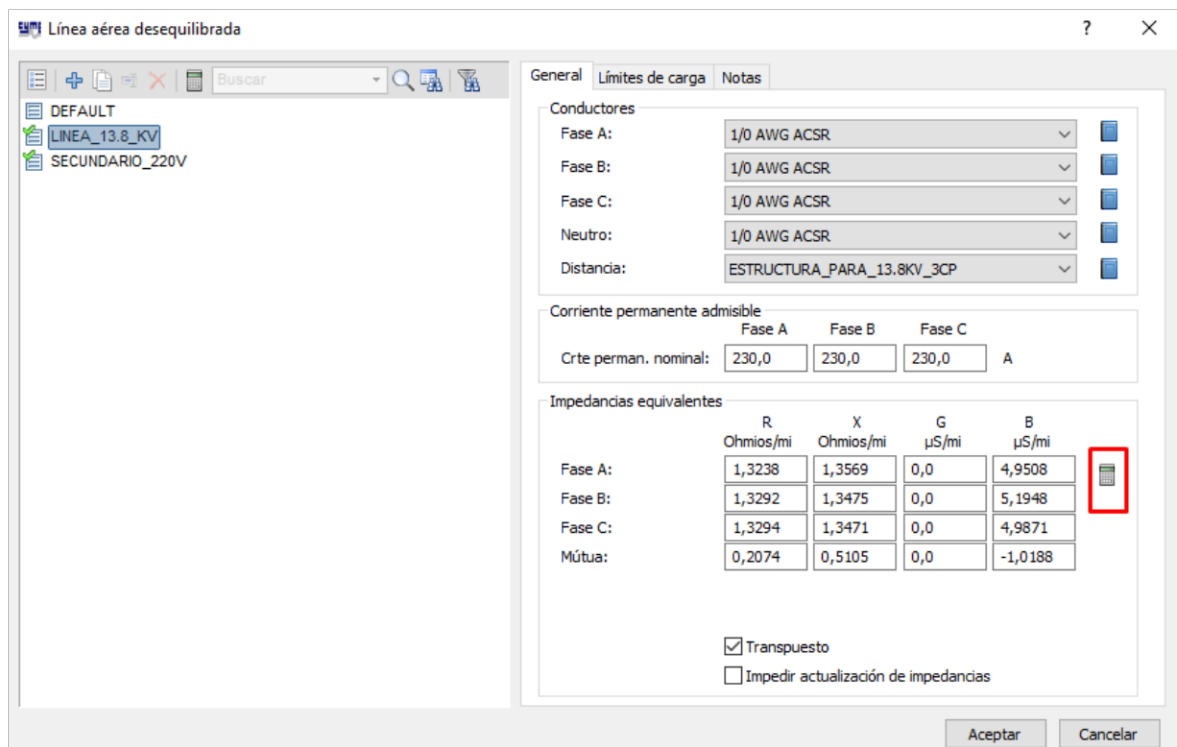 Línea aérea desequilibrada
Buscar
DEFAULT
LINEA_13.8_KV
SECUNDARIO_220V
General Límites de carga Notas
Conductores
Fase A: 1/0 AWG ACSR
Fase B: 1/0 AWG ACSR
Fase C: 1/0 AWG ACSR
Neutro: 1/0 AWG ACSR
Distancia: ESTRUCTURA_PARA_13.8KV_3CP
Corriente permanente admisible
Fase A Fase B Fase C
Crte perman. nominal: 230,0 230,0 230,0 A
Impedancias equivalentes
R X G B
Ohmios/mi Ohmios/mi µS/mi µS/mi
Fase A: 1,3238 1,3569 0,0 4,9508
Fase B: 1,3292 1,3475 0,0 5,1948
Fase C: 1,3294 1,3471 0,0 4,9871
Mútua: 0,2074 0,5105 0,0 -1,0188
Transpuesto
Impedir actualización de impedancias
Aceptar Cancelar